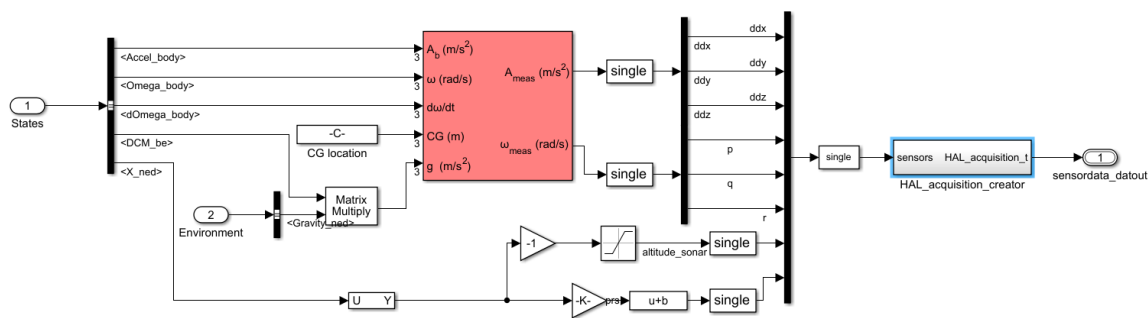 1
States
<Accel_body>
<Omega_body>
<dOmega_body>
<DCM_be>
<X_ned>
2
Environment
<Gravity_ned>
-C-
CG location
Matrix
Multiply
3
A_b (m/s^2)
3
ω (rad/s)
3
dω/dt
3
CG (m)
3
g (m/s^2)
A_meas (m/s^2)
ω_meas (rad/s)
single
single
ddx
ddx
ddy
ddy
ddz
ddz
p
q
r
-1
altitude_sonar
single
U Y
-K-
prs
u+b
single
single
sensors HAL_acquisition_t
HAL_acquisition_creator
1
sensordata_datout